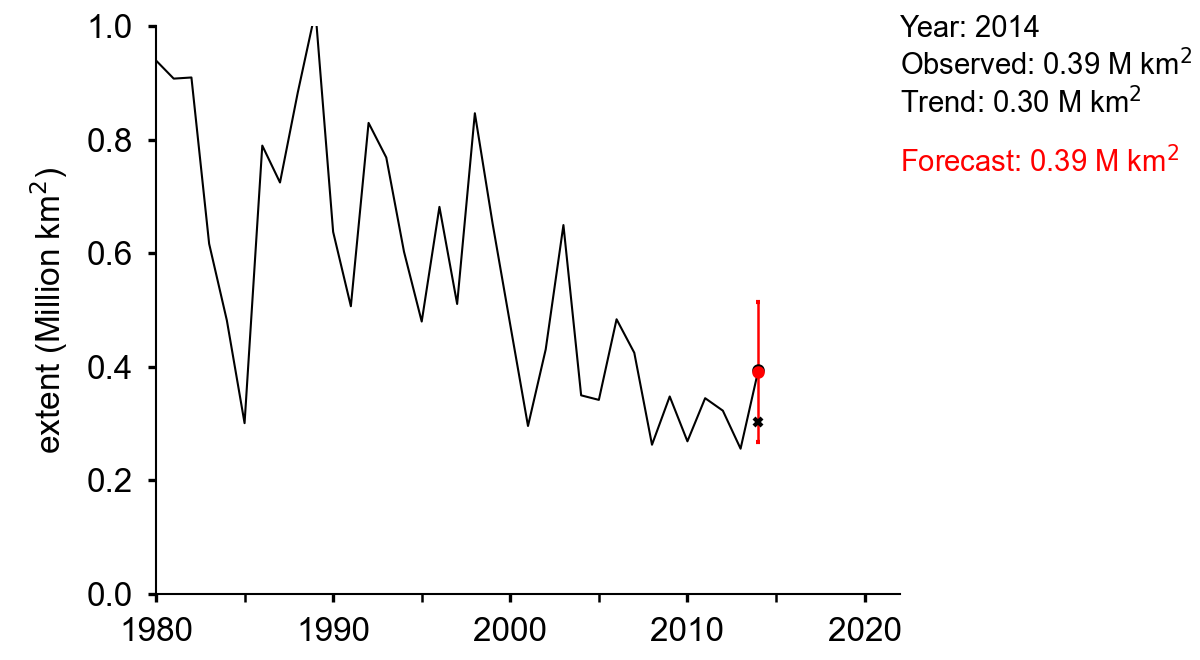 Year: 2014
Observed: 0.39 M km²
Trend: 0.30 M km²
Forecast: 0.39 M km²
extent (Million km²)
1.0
0.8
0.6
0.4
0.2
0.0
1980 1990 2000 2010 2020